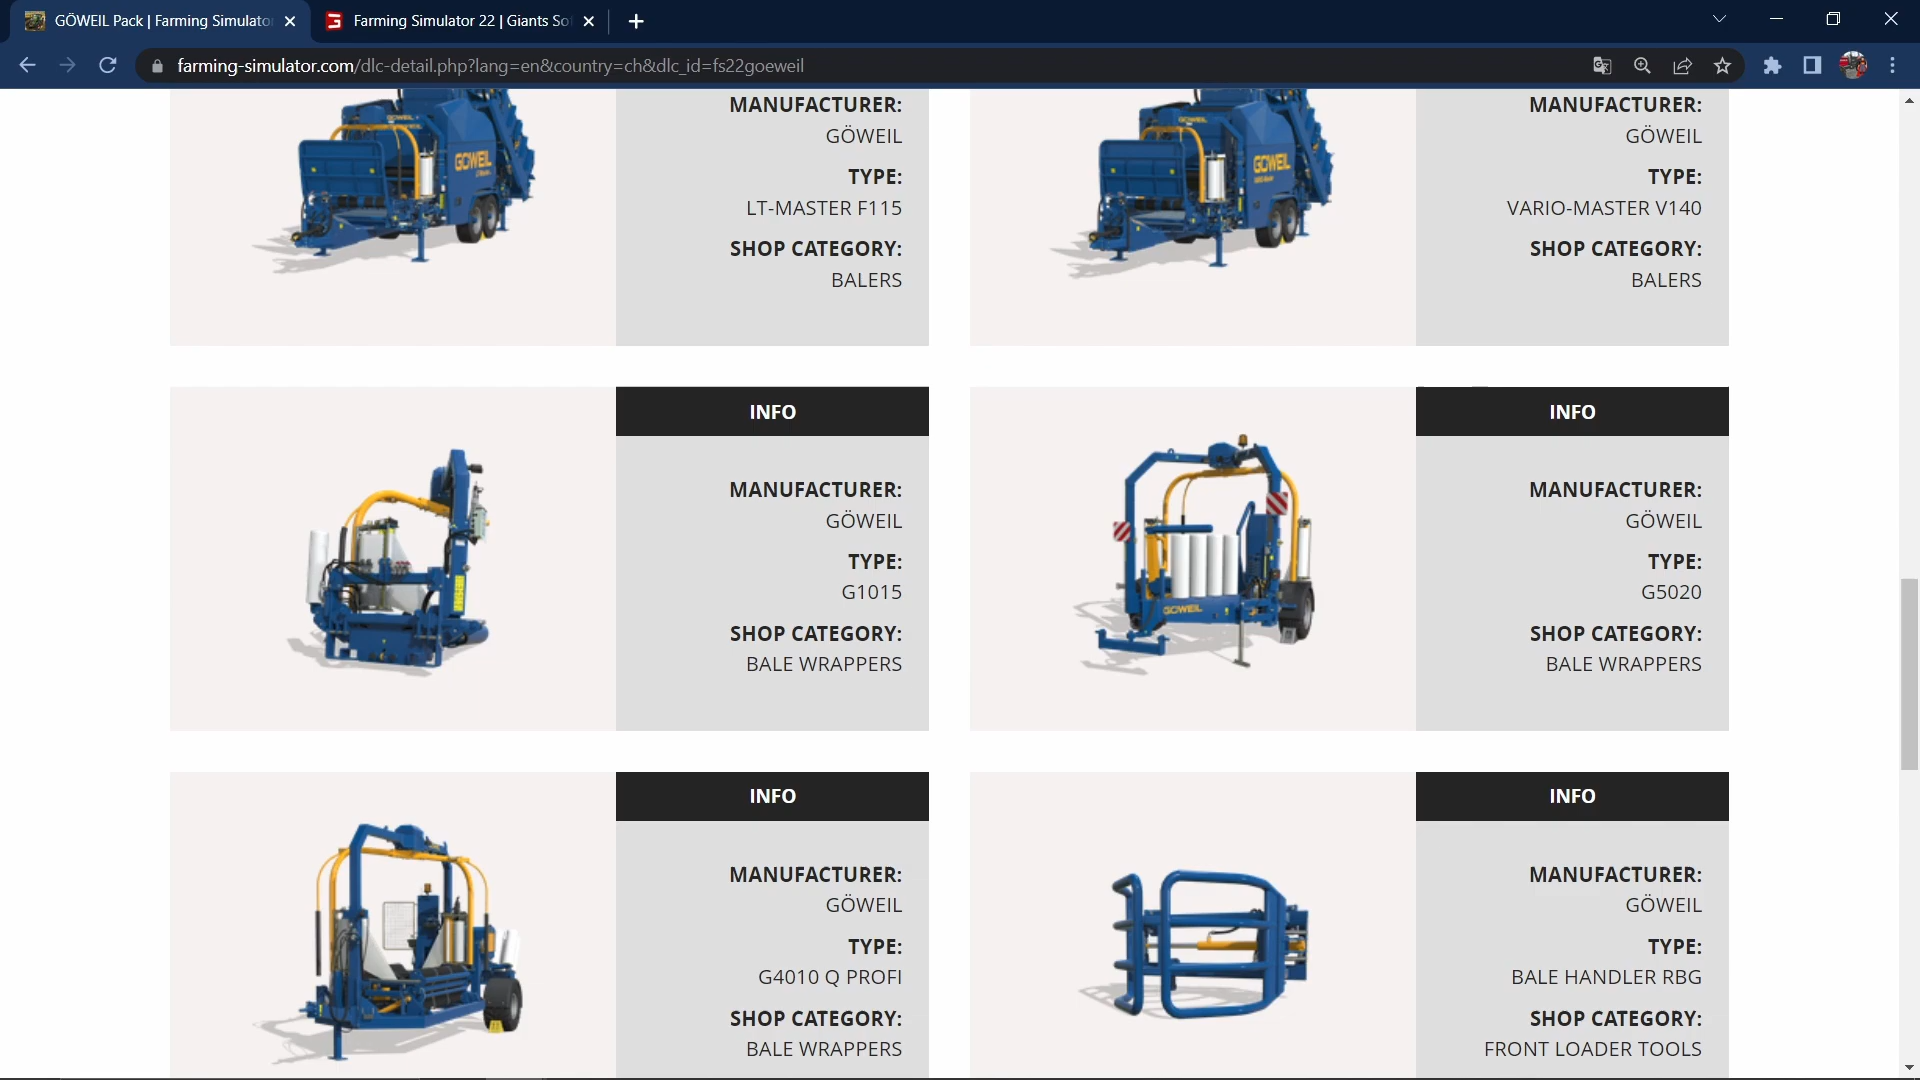 GÖWEIL Pack | Farming Simulato
Farming Simulator 22 | Giants So
farming-simulator.com/dlc-detail.php?lang=en&country=ch&dlc_id=fs22goeweil
MANUFACTURER:
GÖWEIL
TYPE:
LT-MASTER F115
SHOP CATEGORY:
BALERS
GÖWEIL
MANUFACTURER:
GÖWEIL
TYPE:
VARIO-MASTER V140
SHOP CATEGORY:
BALERS
GÖWEIL
INFO
MANUFACTURER:
GÖWEIL
TYPE:
G1015
SHOP CATEGORY:
BALE WRAPPERS
INFO
MANUFACTURER:
GÖWEIL
TYPE:
G5020
SHOP CATEGORY:
BALE WRAPPERS
GÖWEIL
INFO
MANUFACTURER:
GÖWEIL
TYPE:
G4010 Q PROFI
SHOP CATEGORY:
BALE WRAPPERS
INFO
MANUFACTURER:
GÖWEIL
TYPE:
BALE HANDLER RBG
SHOP CATEGORY:
FRONT LOADER TOOLS